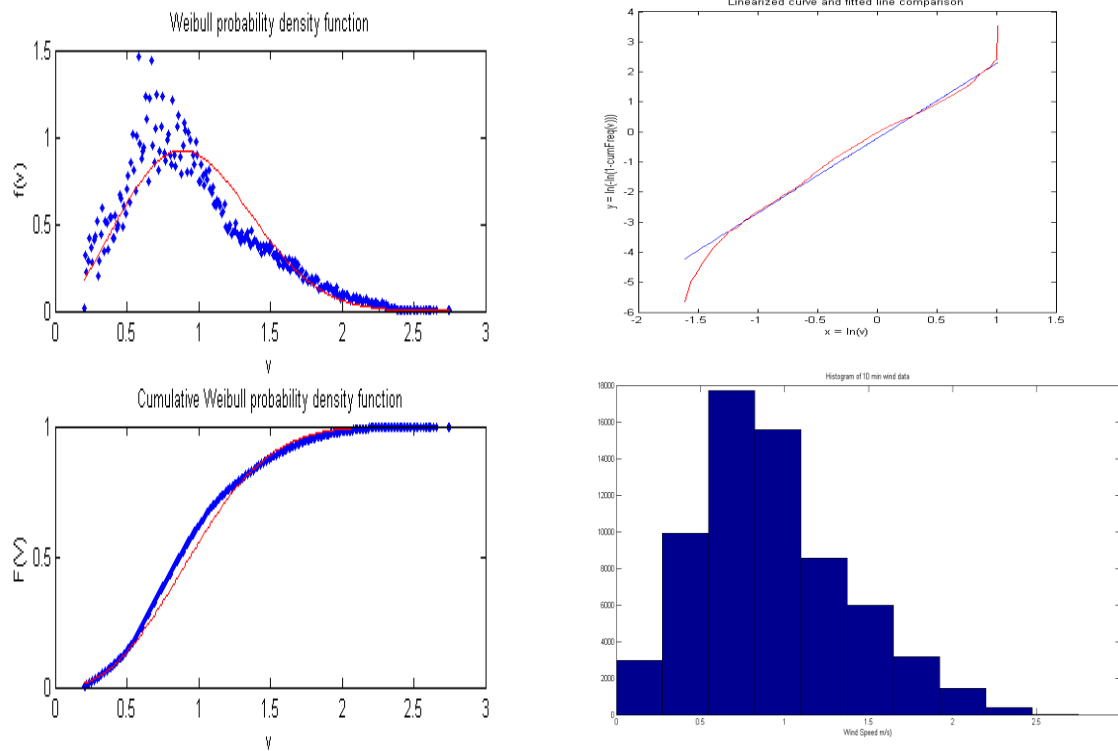 Weibull probability density function
1.5
1
0.5
0
f(v)
0 0.5 1 1.5 2 2.5 3
v
Linearized curve and fitted line comparison
4
3
2
1
0
-1
-2
-3
-4
-5
-6
y = ln(-ln(1-cumFreq(v)))
-2 -1.5 -1 -0.5 0 0.5 1 1.5
x = ln(v)
Cumulative Weibull probability density function
1
0.5
0
F(V)
0 0.5 1 1.5 2 2.5 3
v
Histogram of 10 min wind data
18000
16000
14000
12000
10000
8000
6000
4000
2000
0
0 0.5 1 1.5 2 2.5
Wind Speed m/s)